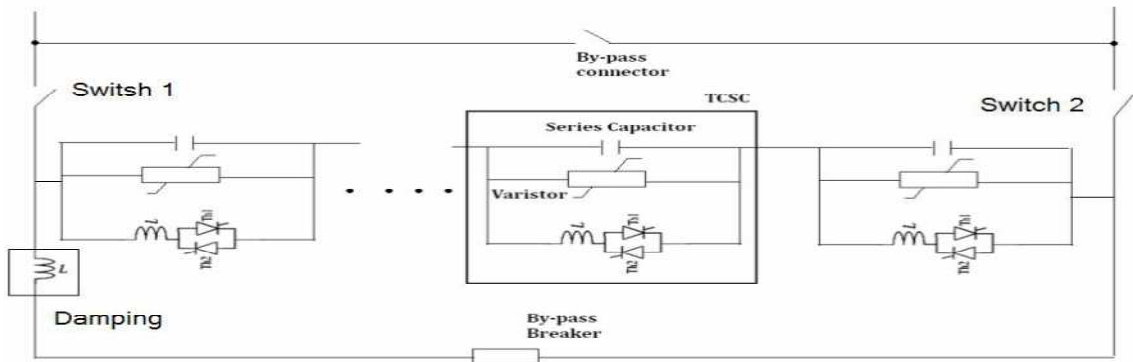 By-pass
connector
Switsh 1
TCSC
Switch 2
Series Capacitor
Varistor
L
Th1
Th2
L
Th1
Th2
L
Th1
Th2
L
Damping
By-pass
Breaker